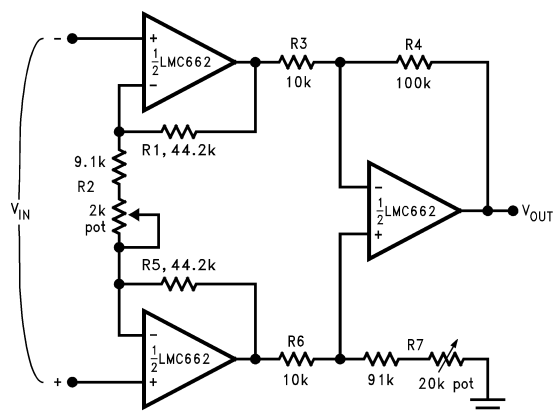 R3
R4
−
+
1/2 LMC662
−
10k
100k
R1, 44.2k
9.1k
R2
−
1/2 LMC662
+
V_IN
2k
pot
V_OUT
R5, 44.2k
−
1/2 LMC662
+
R6
R7
+
10k
91k
20k pot